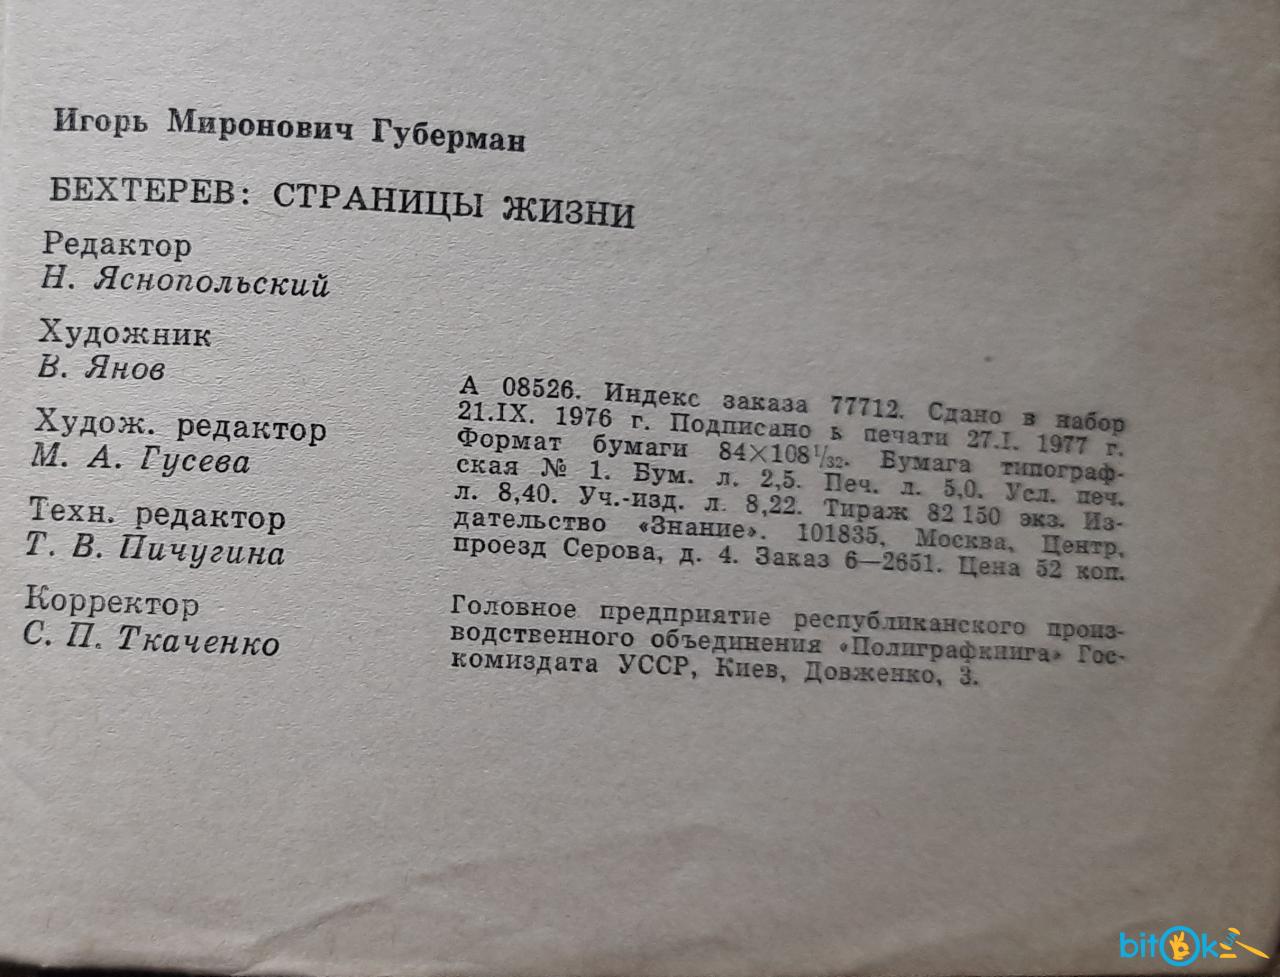 Игорь Миронович Губерман
БЕХТЕРЕВ: СТРАНИЦЫ ЖИЗНИ
Редактор
Н. Яснопольский
Художник
В. Янов
Худож. редактор
М. А. Гусева
Техн. редактор
Т. В. Пичугина
Корректор
С. П. Ткаченко
А 08526. Индекс заказа 77712. Сдано в набор
21.IX. 1976 г. Подписано к печати 27.I. 1977 г.
Формат бумаги 84×108 1/32. Бумага типограф-
ская № 1. Бум. л. 2,5. Печ. л. 5,0. Усл. печ.
л. 8,40. Уч.-изд. л. 8,22. Тираж 82 150 экз. Из-
дательство «Знание». 101835, Москва, Центр,
проезд Серова, д. 4. Заказ 6—2651. Цена 52 коп.
Головное предприятие республиканского произ-
водственного объединения «Полиграфкнига» Гос-
комиздата УССР, Киев, Довженко, 3.
bitOk